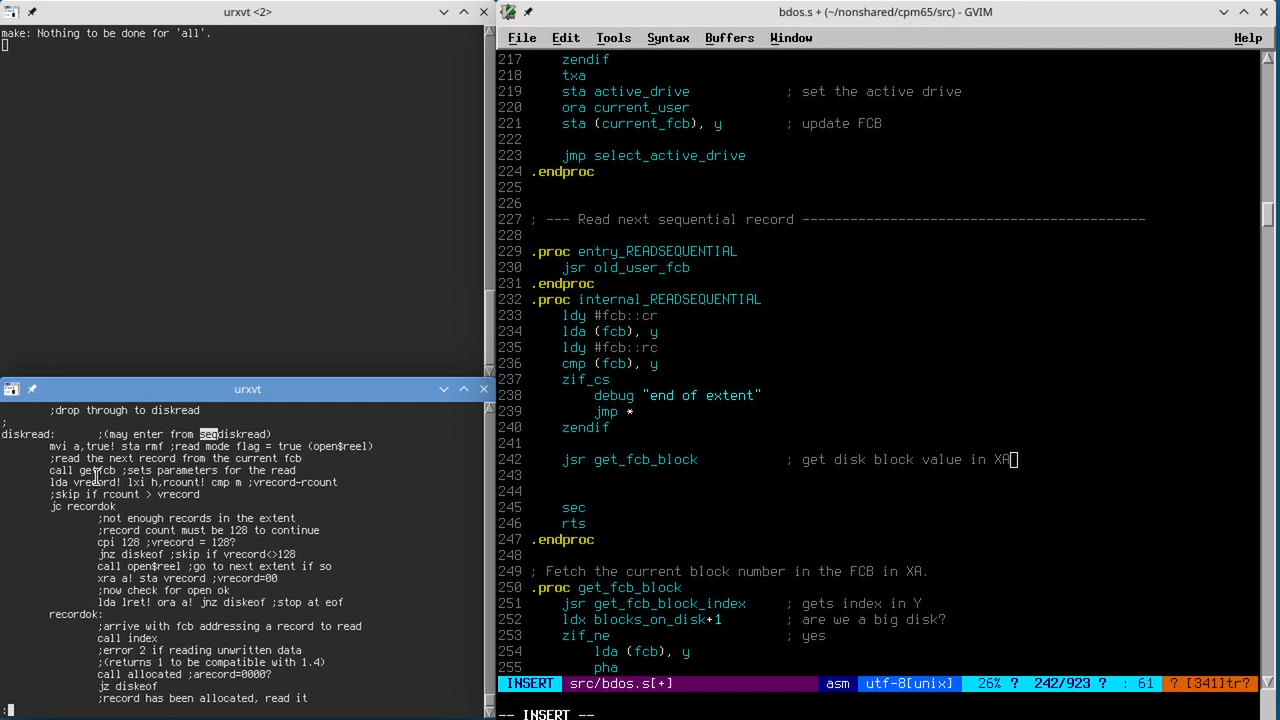 urxvt <2>
make: Nothing to be done for 'all'.
urxvt
;drop through to diskread
;
diskread: ;(may enter from seqdiskread)
mvi a,true! sta rmf ;read mode flag = true (open$reel)
;read the next record from the current fcb
call getfcb ;sets parameters for the read
lda vrecord! lxi h,rcount! cmp m ;vrecord-rcount
;skip if rcount > vrecord
jc recordok
;not enough records in the extent
;record count must be 128 to continue
cpi 128 ;vrecord = 128?
jnz diskeof ;skip if vrecord<>128
call open$reel ;go to next extent if so
xra a! sta vrecord ;vrecord=00
;now check for open ok
lda lret! ora a! jnz diskeof ;stop at eof
recordok:
;arrive with fcb addressing a record to read
call index
;error 2 if reading unwritten data
;(returns 1 to be compatible with 1.4)
call allocated ;arecord=0000?
jz diskeof
;record has been allocated, read it
:
bdos.s + (~/nonshared/cpm65/src) - GVIM
File Edit Tools Syntax Buffers Window Help
217 zendif
218 txa
219 sta active_drive ; set the active drive
220 ora current_user
221 sta (current_fcb), y ; update FCB
222
223 jmp select_active_drive
224 .endproc
225
226
227 ; --- Read next sequential record --------------------------------------------
228
229 .proc entry_READSEQUENTIAL
230 jsr old_user_fcb
231 .endproc
232 .proc internal_READSEQUENTIAL
233 ldy #fcb::cr
234 lda (fcb), y
235 ldy #fcb::rc
236 cmp (fcb), y
237 zif_cs
238 debug "end of extent"
239 jmp *
240 zendif
241
242 jsr get_fcb_block ; get disk block value in XA
243
244
245 sec
246 rts
247 .endproc
248
249 ; Fetch the current block number in the FCB in XA.
250 .proc get_fcb_block
251 jsr get_fcb_block_index ; gets index in Y
252 ldx blocks_on_disk+1 ; are we a big disk?
253 zif_ne ; yes
254 lda (fcb), y
255 pha
INSERT src/bdos.s[+] asm utf-8[unix] 26% ? 242/923 ? : 61 ? [341]tr?
-- INSERT --